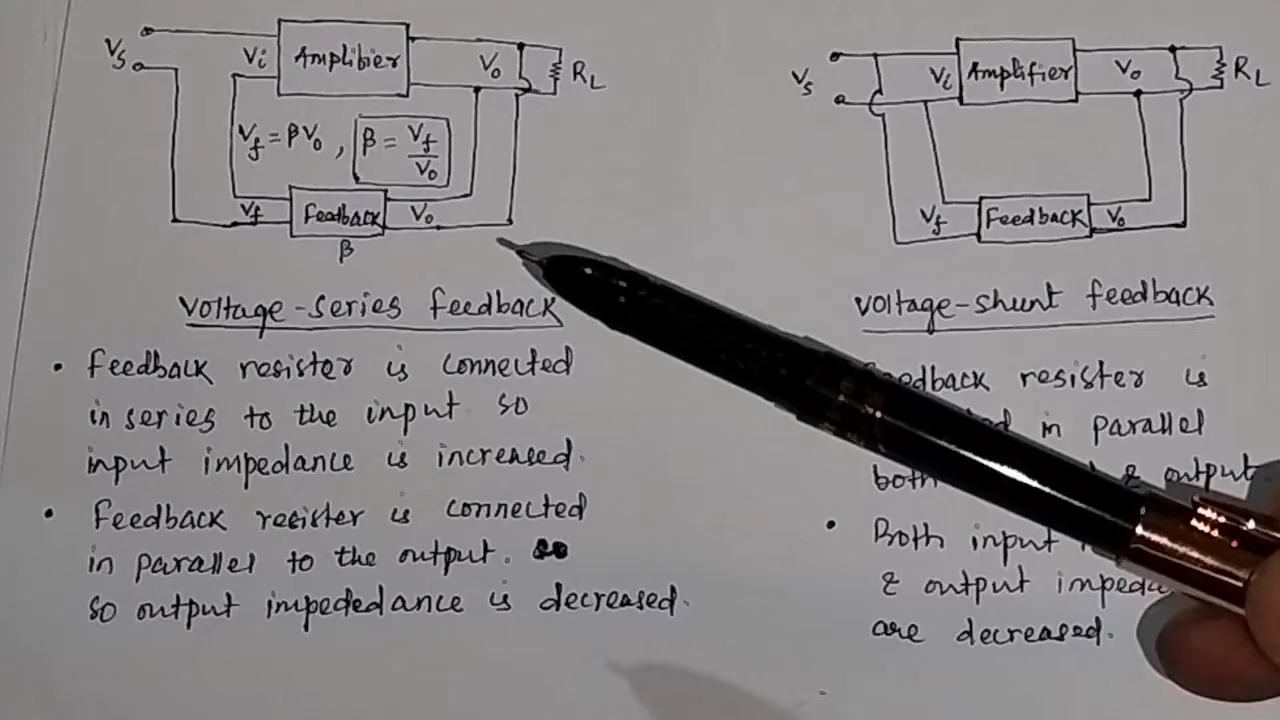 Vs
Vi
Amplibier
Vo
RL
Vf = βVo , β = Vf/Vo
Vf
Feedback
Vo
β
Voltage-series feedback
• Feedback resister is connected
in series to the input so
input impedance is increased.
• Feedback resister is connected
in parallel to the output.
so output impededance is decreased.
Vs
Vi
Amplifier
Vo
RL
Vf
Feedback
Vo
Voltage-shunt feedback
resister is
in parallel
both & output
• Both input
& output
are decreased.